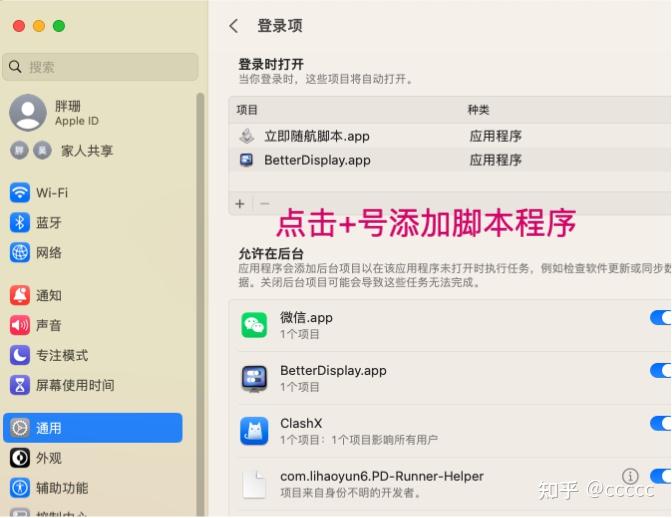 登录项
搜索
胖珊
Apple ID
家人共享
Wi-Fi
蓝牙
网络
通知
声音
专注模式
屏幕使用时间
通用
外观
辅助功能
控制中心
登录时打开
当你登录时，这些项目将自动打开。
项目 种类
立即随航脚本.app 应用程序
BetterDisplay.app 应用程序
+ −
点击+号添加脚本程序
允许在后台
应用程序会添加后台项目以在该应用程序未打开时执行任务，例如检查软件更新或同步数
据。关闭后台项目可能会导致这些任务无法完成。
微信.app
1个项目
BetterDisplay.app
1个项目
ClashX
1个项目：1个项目影响所有用户
com.lihaoyun6.PD-Runner-Helper
项目来自身份不明的开发者。
知乎 @ccccc